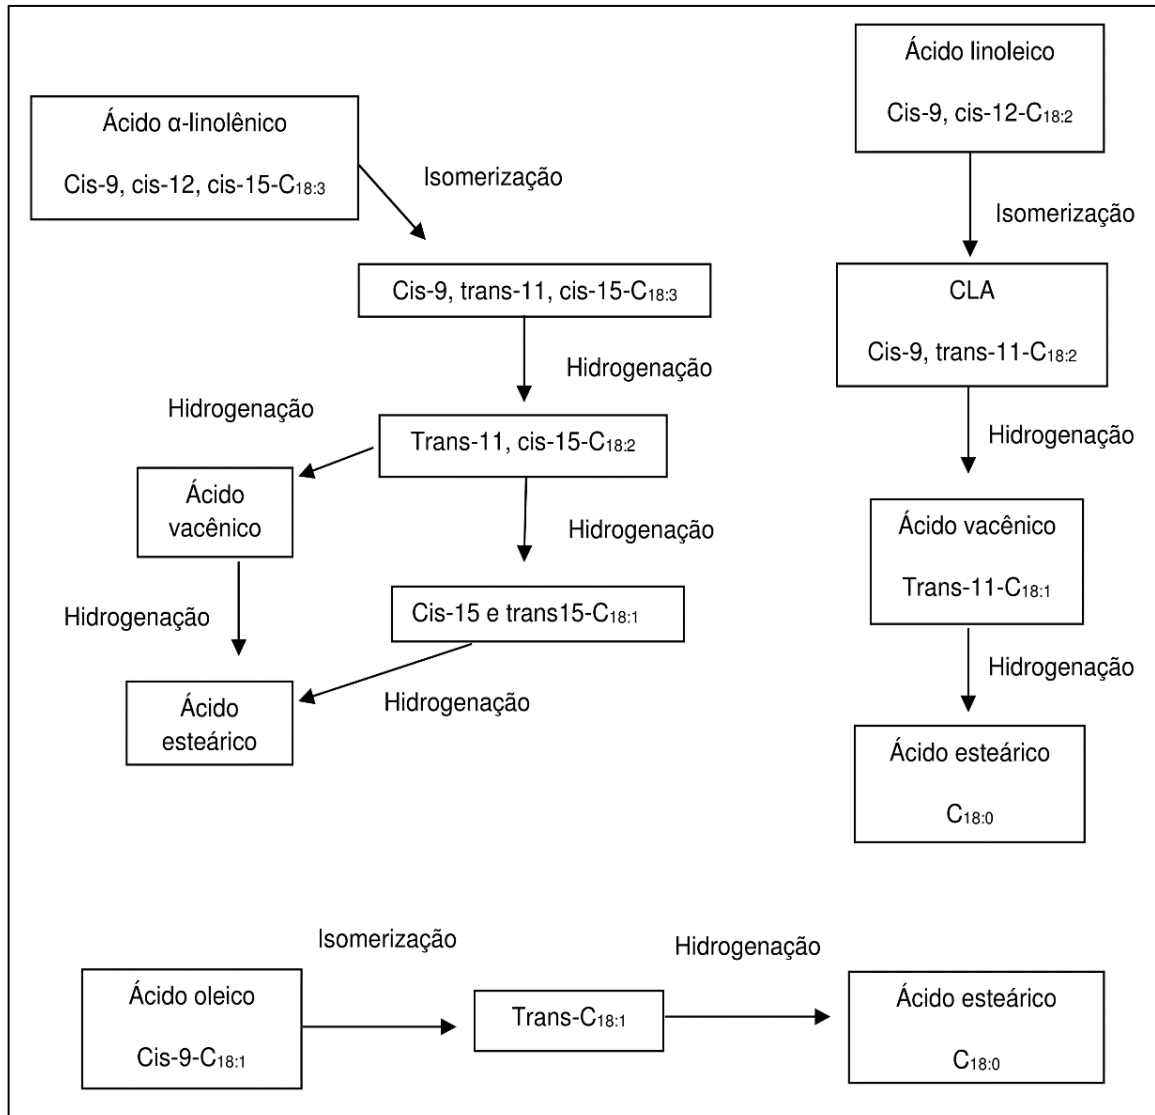 Ácido α-linolênico
Cis-9, cis-12, cis-15-C18:3
Isomerização
Cis-9, trans-11, cis-15-C18:3
Hidrogenação
Trans-11, cis-15-C18:2
Hidrogenação
Ácido
vacênico
Hidrogenação
Hidrogenação
Cis-15 e trans15-C18:1
Hidrogenação
Ácido
esteárico
Ácido linoleico
Cis-9, cis-12-C18:2
Isomerização
CLA
Cis-9, trans-11-C18:2
Hidrogenação
Ácido vacênico
Trans-11-C18:1
Hidrogenação
Ácido esteárico
C18:0
Ácido oleico
Cis-9-C18:1
Isomerização
Trans-C18:1
Hidrogenação
Ácido esteárico
C18:0